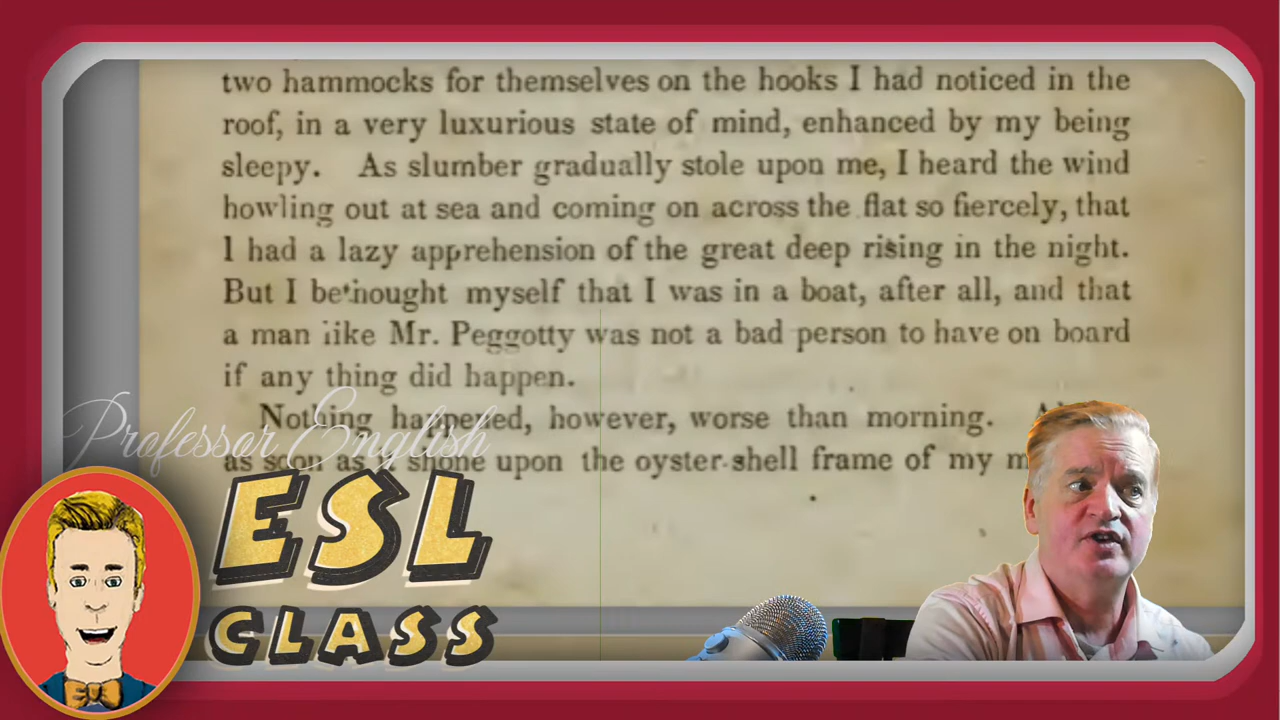 two hammocks for themselves on the hooks I had noticed in the
roof, in a very luxurious state of mind, enhanced by my being
sleepy. As slumber gradually stole upon me, I heard the wind
howling out at sea and coming on across the flat so fiercely, that
I had a lazy apprehension of the great deep rising in the night.
But I bethought myself that I was in a boat, after all, and that
a man like Mr. Peggotty was not a bad person to have on board
if any thing did happen.
Nothing happened, however, worse than morning.
as soon as it shone upon the oyster-shell frame of my
Professor English
ESL
CLASS